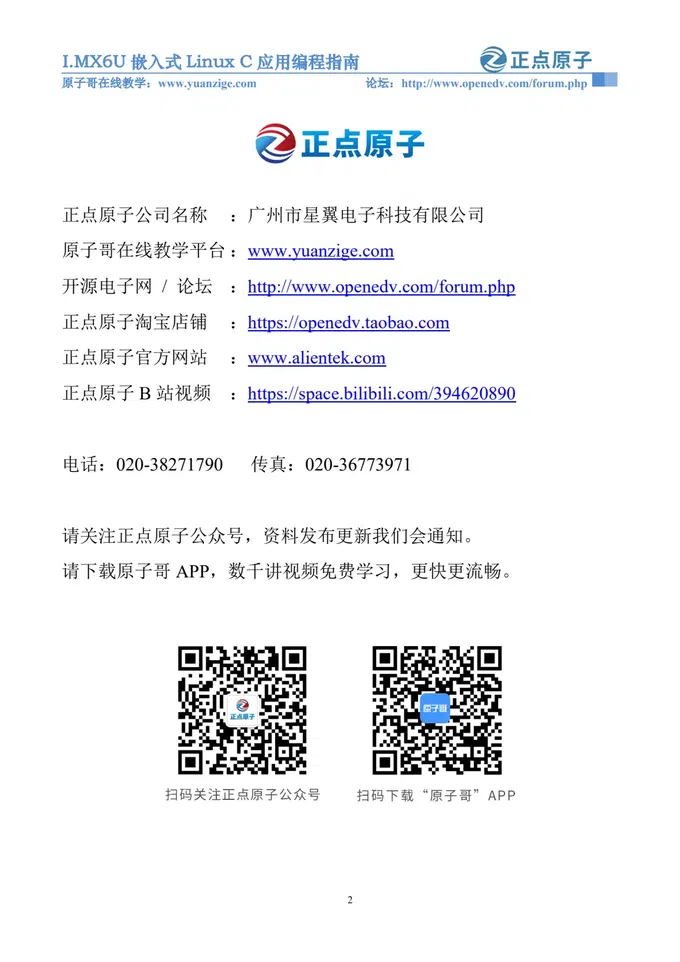 I.MX6U 嵌入式 Linux C 应用编程指南
正点原子
原子哥在线教学：www.yuanzige.com 论坛：http://www.openedv.com/forum.php
正点原子
正点原子公司名称 ：广州市星翼电子科技有限公司
原子哥在线教学平台：www.yuanzige.com
开源电子网 / 论坛 ：http://www.openedv.com/forum.php
正点原子淘宝店铺 ：https://openedv.taobao.com
正点原子官方网站 ：www.alientek.com
正点原子 B 站视频 ：https://space.bilibili.com/394620890
电话：020-38271790 传真：020-36773971
请关注正点原子公众号，资料发布更新我们会通知。
请下载原子哥 APP，数千讲视频免费学习，更快更流畅。
正点原子
原子哥
扫码关注正点原子公众号
扫码下载“原子哥”APP
2